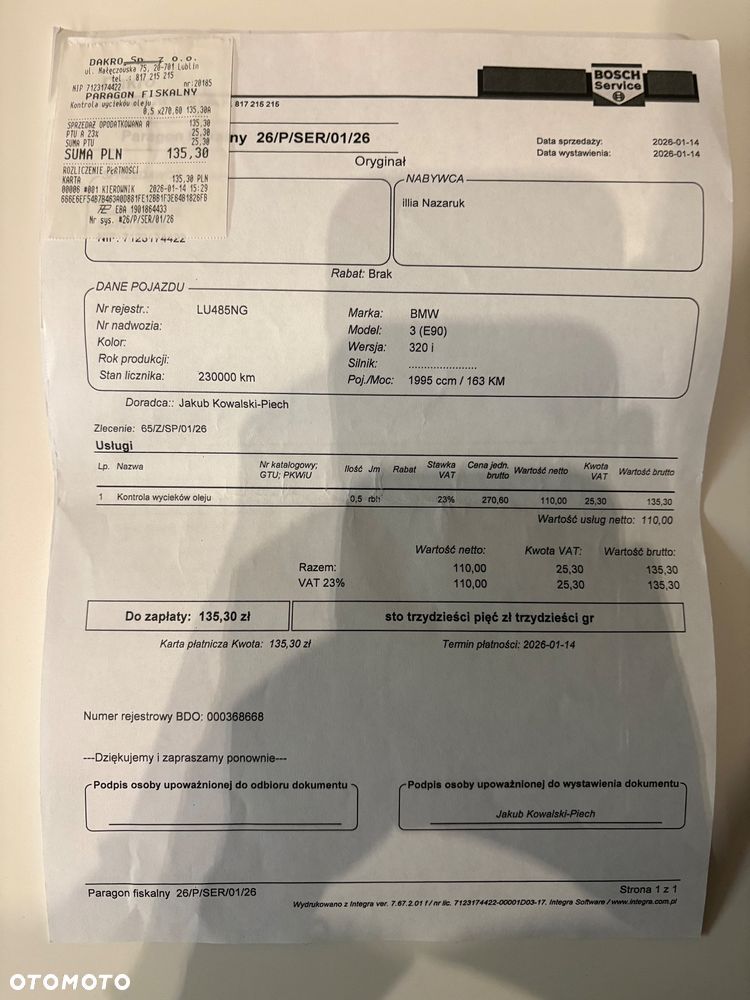 DAKRO Sp. z o.o.
ul. Nałęczowska 75, 20-701 Lublin
tel .: 817 215 215
NIP 7123174422 nr:20185
PARAGON FISKALNY
Kontrola wycieków oleju
0,5 x270,60 135,30A
SPRZEDAŻ OPODATKOWANA A 135,30
PTU A 23% 25,30
SUMA PTU 25,30
SUMA PLN 135,30
ROZLICZENIE PŁATNOŚCI
KARTA 135,30 PLN
00006 #001 KIEROWNIK 2026-01-14 15:29
EBA 1901864433
Nr sys. #26/P/SER/01/26
BOSCH
Service
. 817 215 215
ny 26/P/SER/01/26
Oryginał
Data sprzedaży: 2026-01-14
Data wystawienia: 2026-01-14
NIP: 7123174422
NABYWCA
illia Nazaruk
Rabat: Brak
DANE POJAZDU
Nr rejestr.: LU485NG
Nr nadwozia:
Kolor:
Rok produkcji:
Stan licznika: 230000 km
Marka: BMW
Model: 3 (E90)
Wersja: 320 i
Silnik: .......................
Poj./Moc: 1995 ccm / 163 KM
Doradca:: Jakub Kowalski-Piech
Zlecenie: 65/Z/SP/01/26
Usługi
Lp. Nazwa Nr katalogowy; GTU; PKWiU Ilość Jm Rabat Stawka VAT Cena jedn. brutto Wartość netto Kwota VAT Wartość brutto
1 Kontrola wycieków oleju 0,5 rbh 23% 270,60 110,00 25,30 135,30
Wartość usług netto: 110,00
Wartość netto: Kwota VAT: Wartość brutto:
Razem: 110,00 25,30 135,30
VAT 23% 110,00 25,30 135,30
Do zapłaty: 135,30 zł sto trzydzieści pięć zł trzydzieści gr
Karta płatnicza Kwota: 135,30 zł Termin płatności: 2026-01-14
Numer rejestrowy BDO: 000368668
---Dziękujemy i zapraszamy ponownie---
Podpis osoby upoważnionej do odbioru dokumentu
Podpis osoby upoważnionej do wystawienia dokumentu
Jakub Kowalski-Piech
Paragon fiskalny 26/P/SER/01/26
Strona 1 z 1
Wydrukowano z Integra ver. 7.67.2.01 f / nr lic. 7123174422-00001D03-17. Integra Software / www.integra.com.pl
OTOMOTO